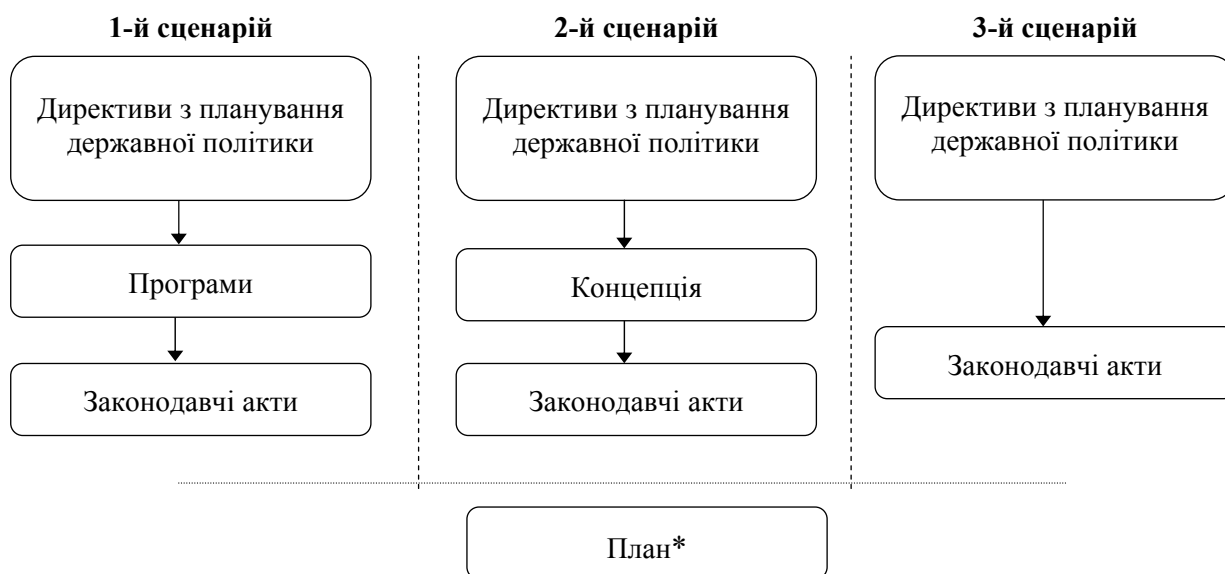 1-й сценарій
2-й сценарій
3-й сценарій
Директиви з планування
державної політики
Директиви з планування
державної політики
Директиви з планування
державної політики
Програми
Концепція
Законодавчі акти
Законодавчі акти
Законодавчі акти
План*